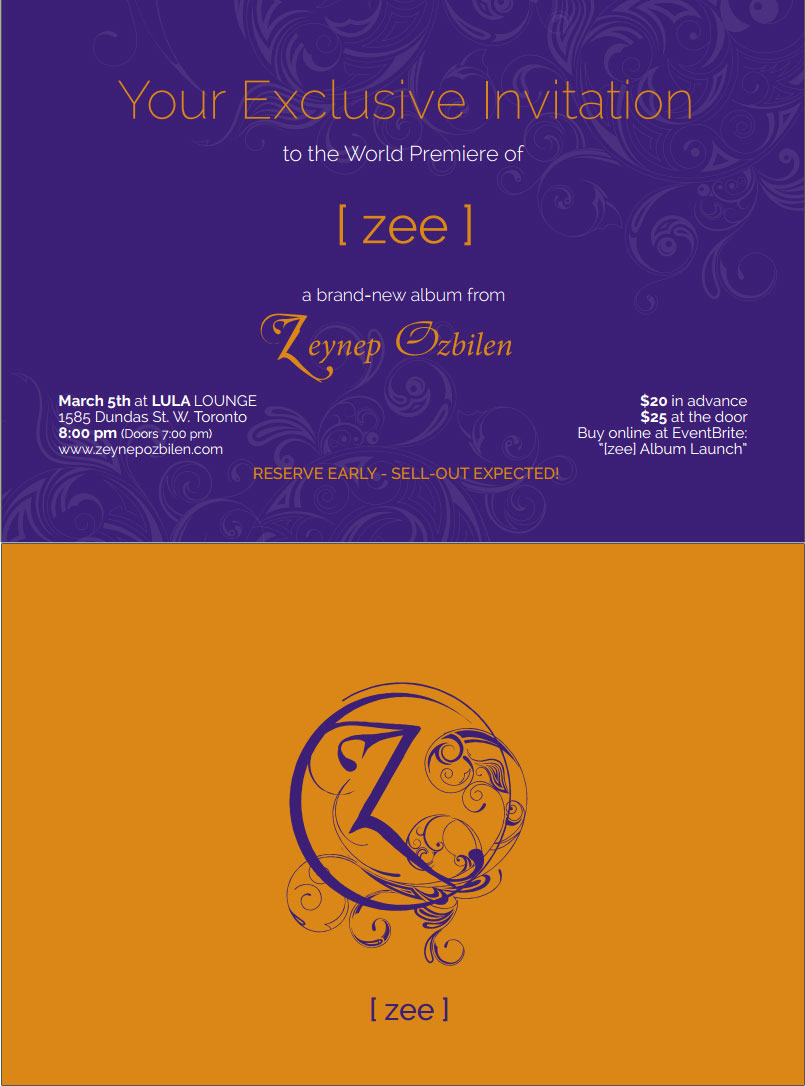 Your Exclusive Invitation
to the World Premiere of
[ zee ]
a brand-new album from
Zeynep Ozbilen
March 5th at LULA LOUNGE
1585 Dundas St. W. Toronto
8:00 pm (Doors 7:00 pm)
www.zeynepozbilen.com
$20 in advance
$25 at the door
Buy online at EventBrite:
"[zee] Album Launch"
RESERVE EARLY - SELL-OUT EXPECTED!
Z
[ zee ]